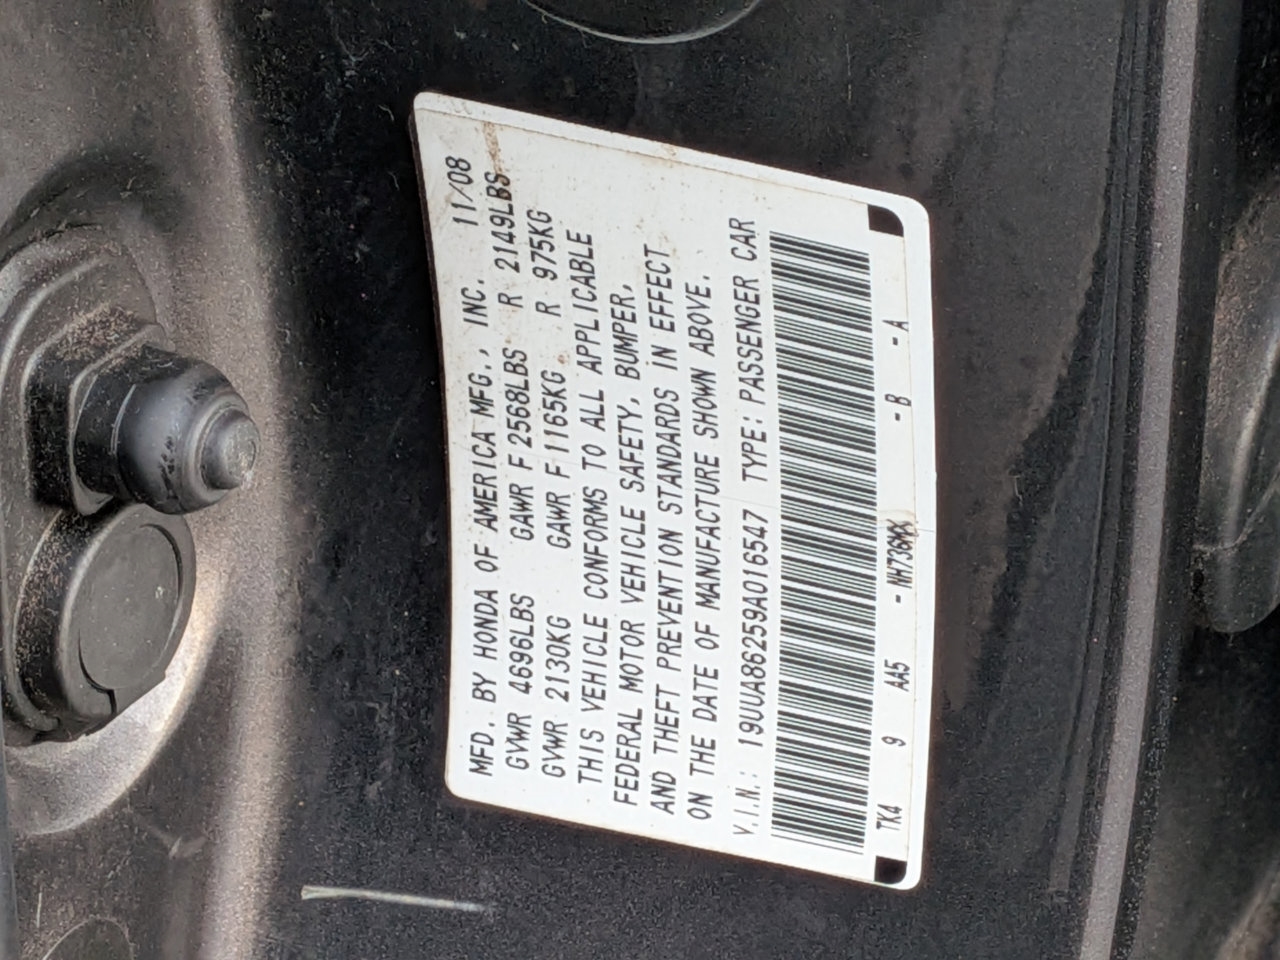 MFD. BY HONDA OF AMERICA MFG., INC. 11/08
GVWR 4696LBS GAWR F 2568LBS R 2149LBS
GVWR 2130KG GAWR F 1165KG R 975KG
THIS VEHICLE CONFORMS TO ALL APPLICABLE
FEDERAL MOTOR VEHICLE SAFETY, BUMPER,
AND THEFT PREVENTION STANDARDS IN EFFECT
ON THE DATE OF MANUFACTURE SHOWN ABOVE.
V.I.N.: 19UUA86259A016547 TYPE: PASSENGER CAR
TK4 9 AA5 - NH736MX - B - A